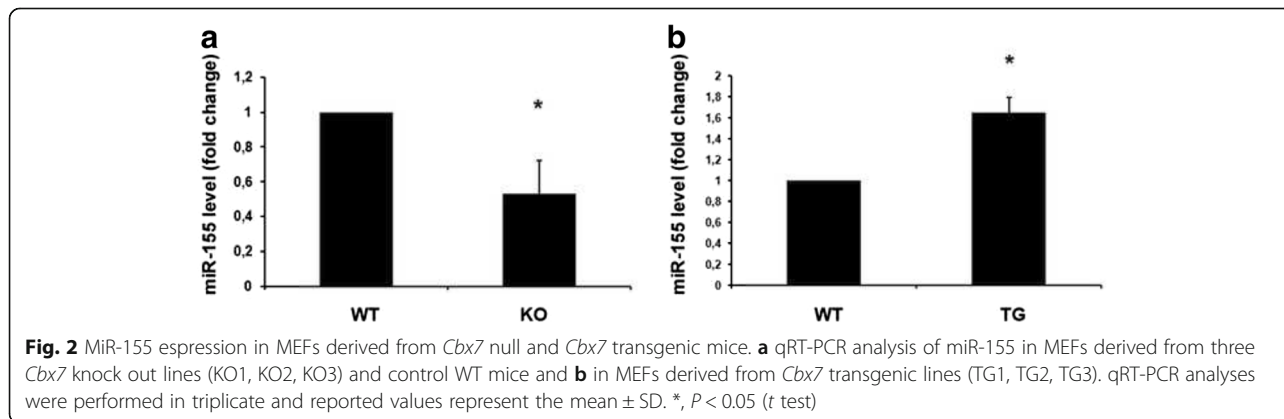 a
miR-155 level (fold change)
1,2
1
0,8
0,6
0,4
0,2
0
*
WT
KO
b
miR-155 level (fold change)
2
1,8
1,6
1,4
1,2
1
0,8
0,6
0,4
0,2
0
*
WT
TG
Fig. 2 MiR-155 espression in MEFs derived from Cbx7 null and Cbx7 transgenic mice. a qRT-PCR analysis of miR-155 in MEFs derived from three
Cbx7 knock out lines (KO1, KO2, KO3) and control WT mice and b in MEFs derived from Cbx7 transgenic lines (TG1, TG2, TG3). qRT-PCR analyses
were performed in triplicate and reported values represent the mean ± SD. *, P < 0.05 (t test)